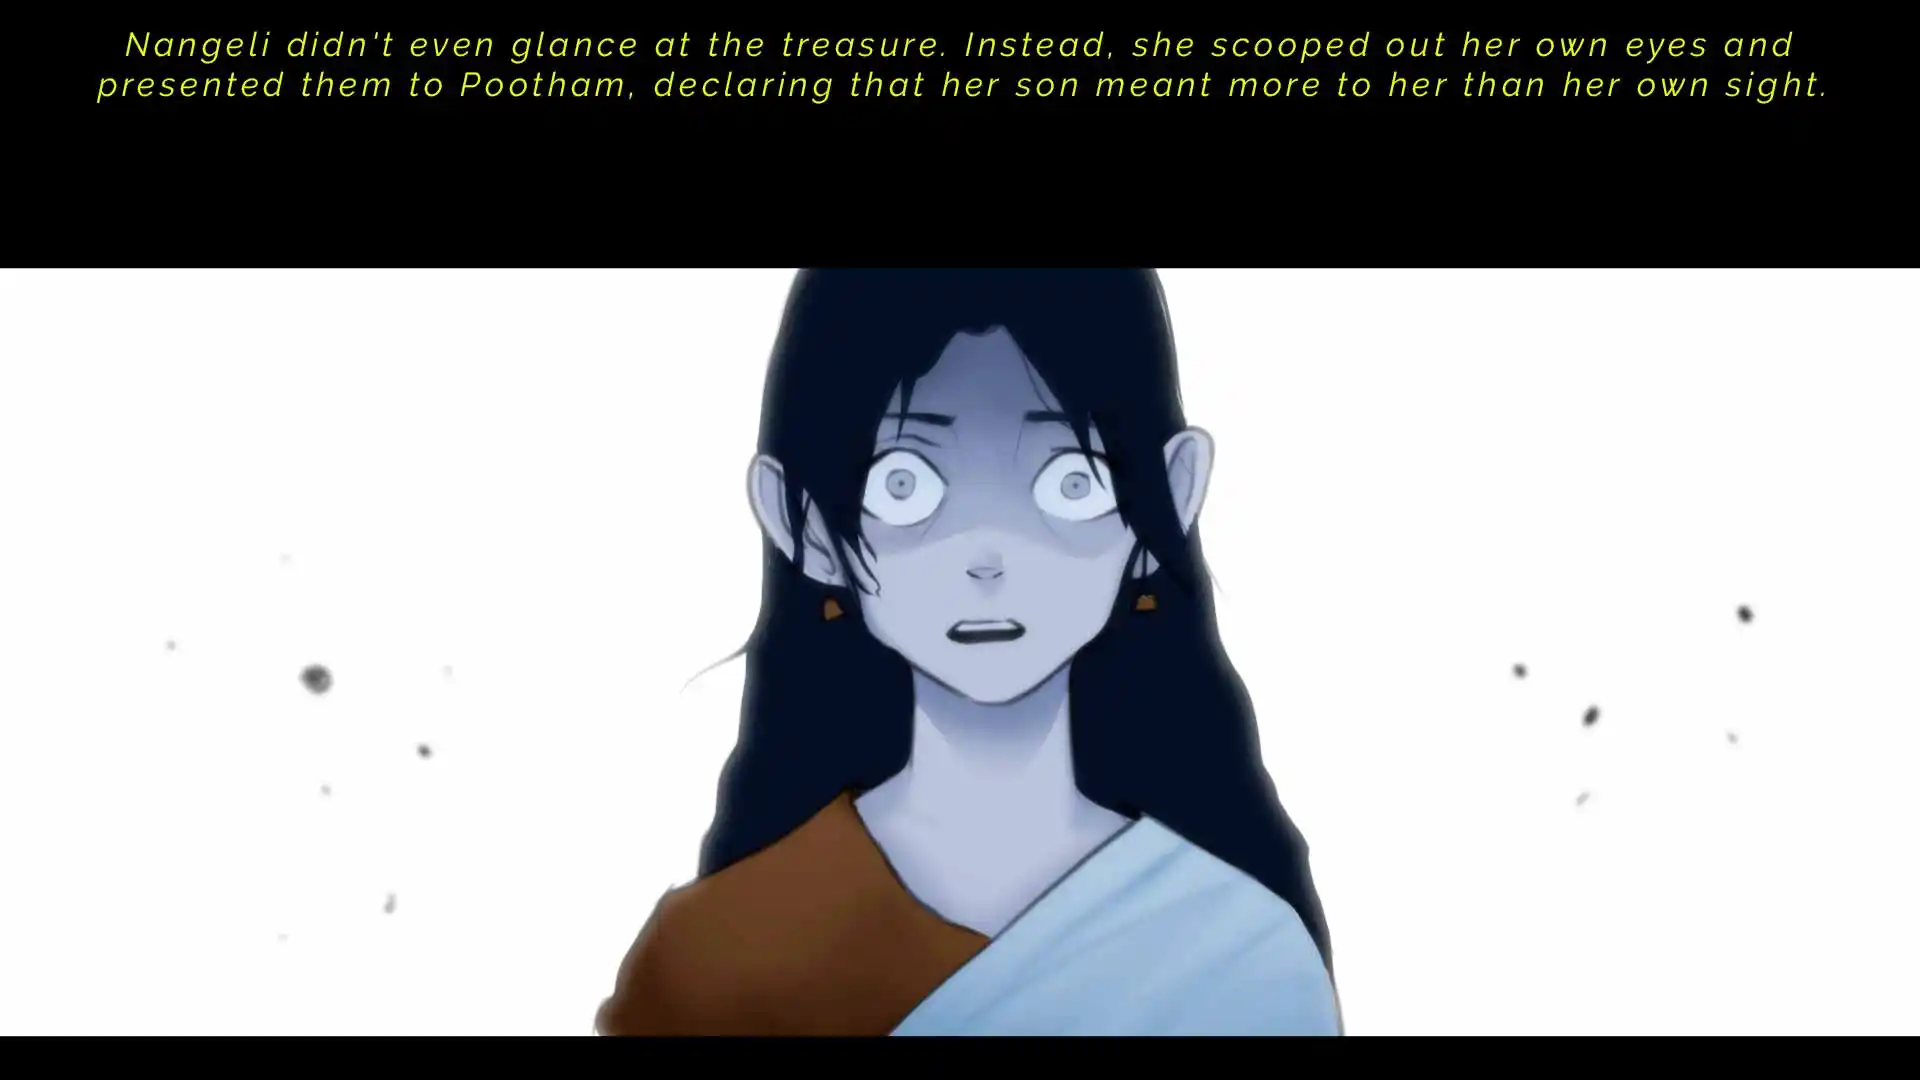 Nangeli didn't even glance at the treasure. Instead, she scooped out her own eyes and
presented them to Pootham, declaring that her son meant more to her than her own sight.